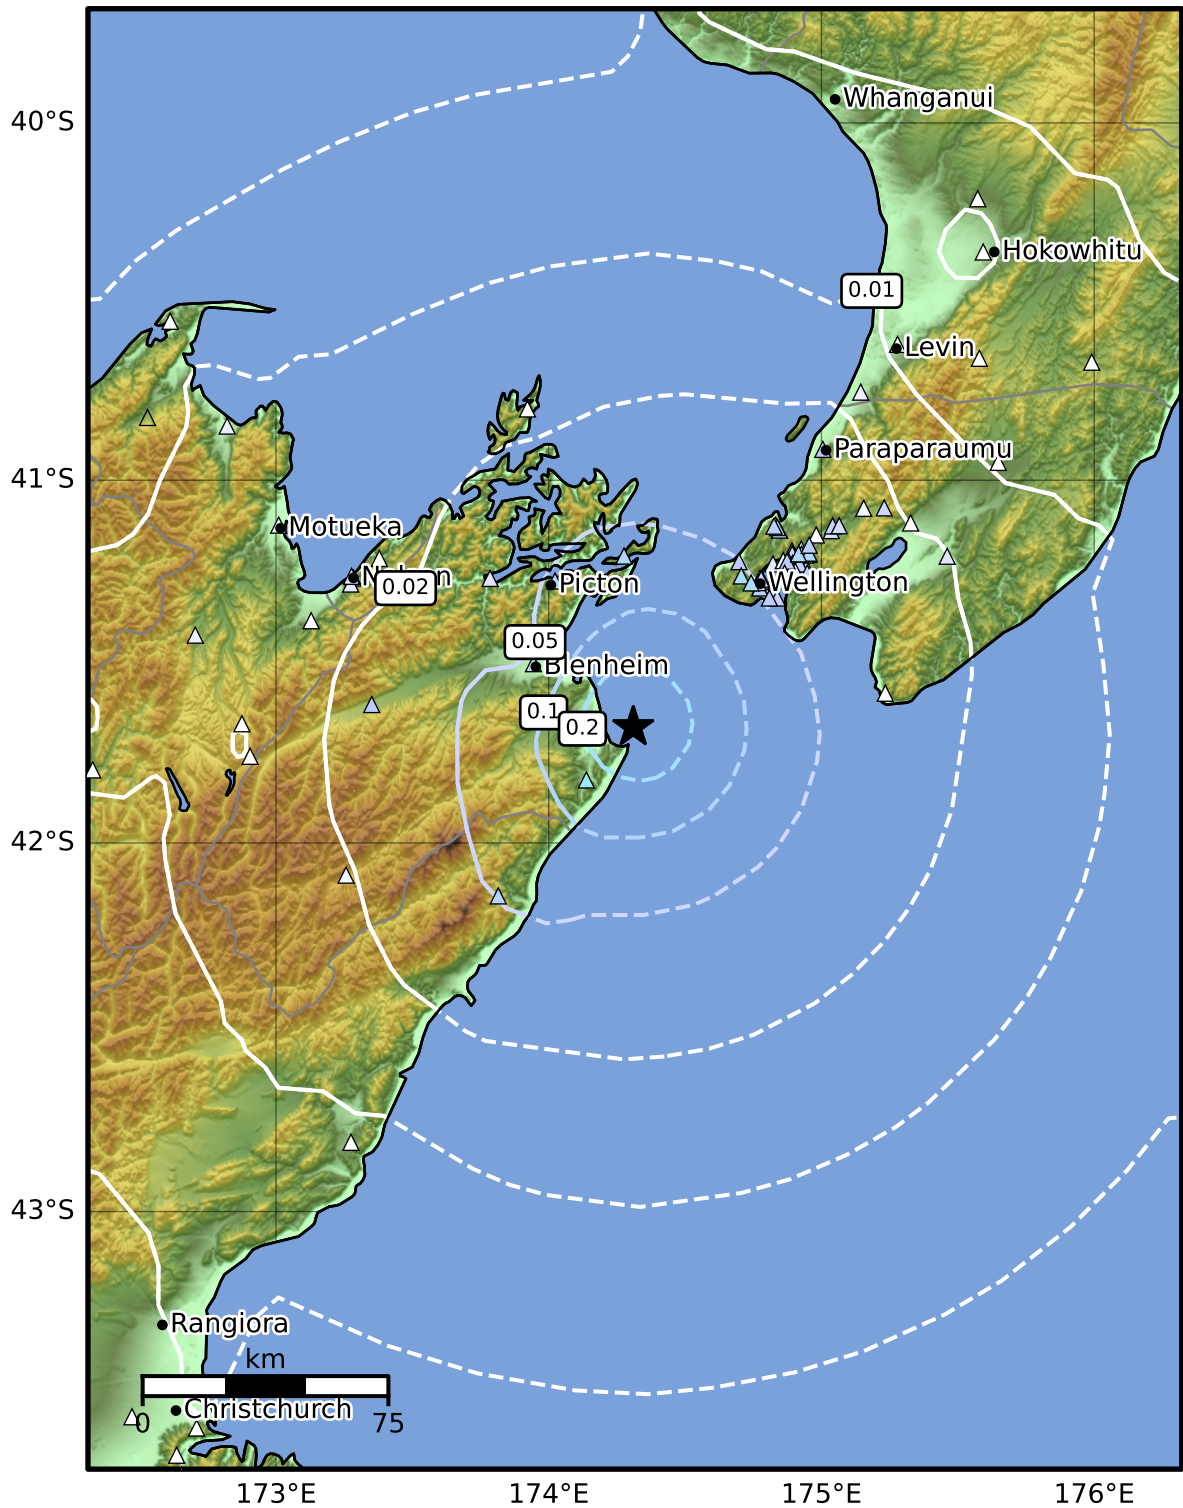 40°S
Whanganui
Hokowhitu
0.01
Levin
Paraparaumu
41°S
Motueka
0.02
Picton
Wellington
0.05
Blenheim
0.1
0.2
42°S
43°S
Rangiora
km
0
75
Christchurch
173°E
174°E
175°E
176°E